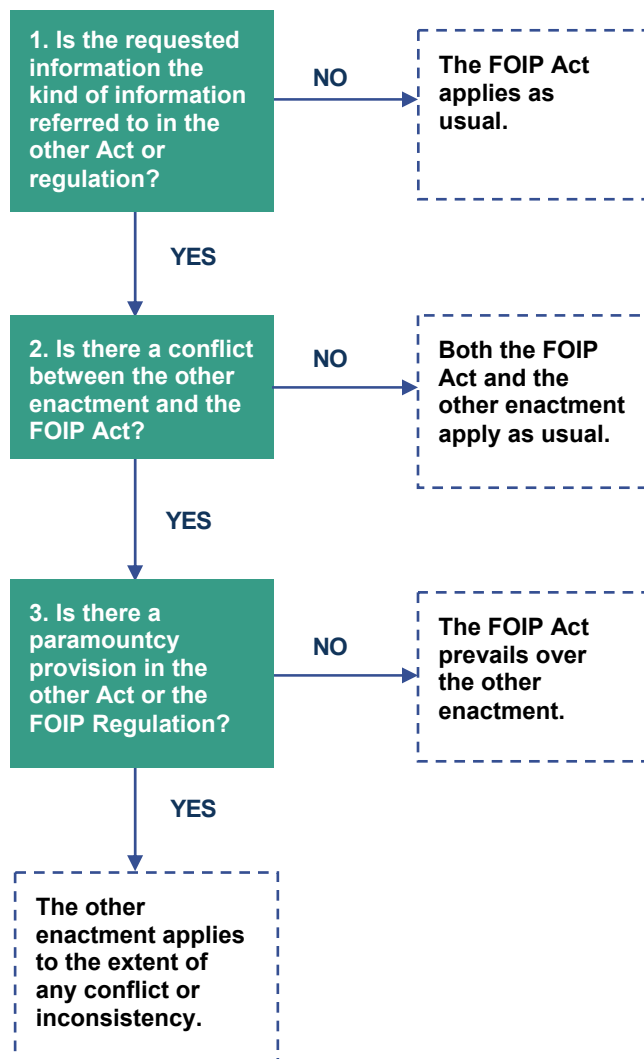 1. Is the requested
information the
kind of information
referred to in the
other Act or
regulation?
NO
The FOIP Act
applies as
usual.
YES
2. Is there a conflict
between the other
enactment and the
FOIP Act?
NO
Both the FOIP
Act and the
other enactment
apply as usual.
YES
3. Is there a
paramountcy
provision in the
other Act or the
FOIP Regulation?
NO
The FOIP Act
prevails over
the other
enactment.
YES
The other
enactment applies
to the extent of
any conflict or
inconsistency.